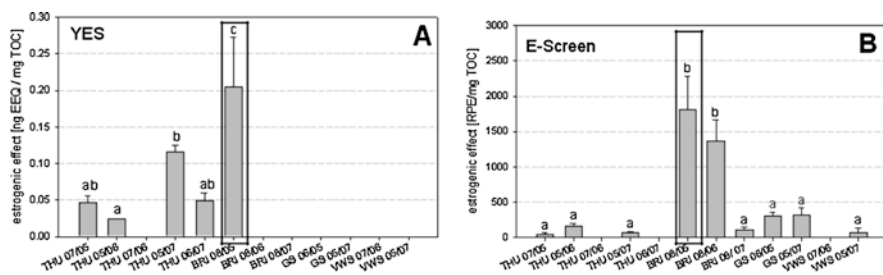 YES
A
estrogenic effect [ng EEQ / mg TOC]
0.30
0.25
0.20
0.15
0.10
0.05
0.00
ab
a
b
ab
c
THU 07/05
THU 05/06
THU 07/06
THU 05/07
THU 06/07
BRI 08/05
BRI 08/06
BRI 08/07
GS 06/05
GS 05/07
VWS 07/06
VWS 05/07
E-Screen
B
estrogenic effect [RPE/mg TOC]
3000
2500
2000
1500
1000
500
0
a
a
a
b
b
a
a
a
a
THU 07/05
THU 05/06
THU 07/06
THU 05/07
THU 06/07
BRI 08/05
BRI 08/06
BRI 08/07
GS
GS 05/07
VWS 07/06
VWS 05/07